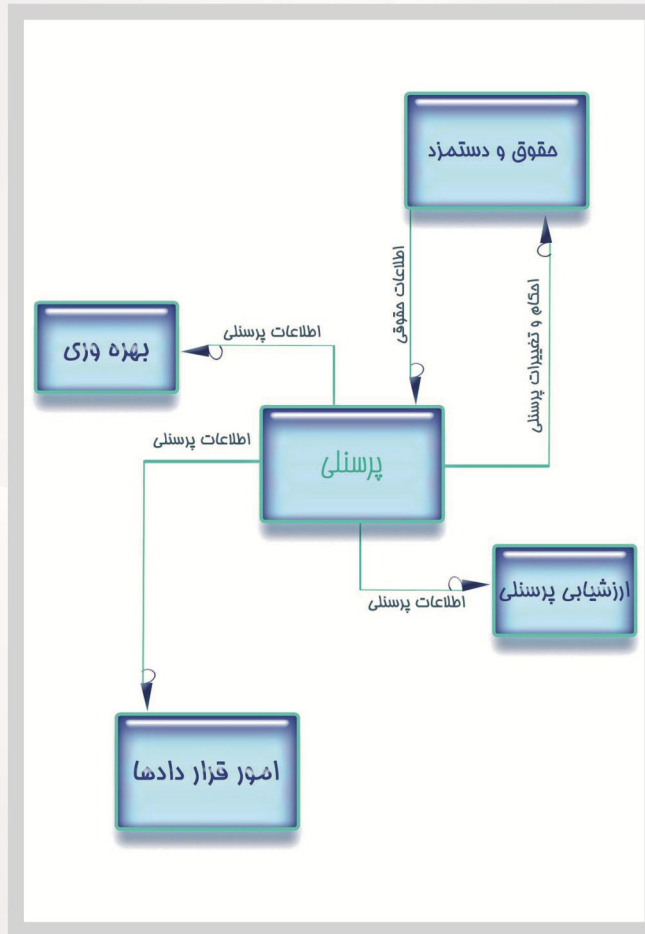 حقوق و دستمزد
اطلاعات حقوقی
احکام و تغییرات پرسنلی
اطلاعات پرسنلی
بهره وری
اطلاعات پرسنلی
پرسنلی
ارزشیابی پرسنلی
اطلاعات پرسنلی
امور قرار دادها